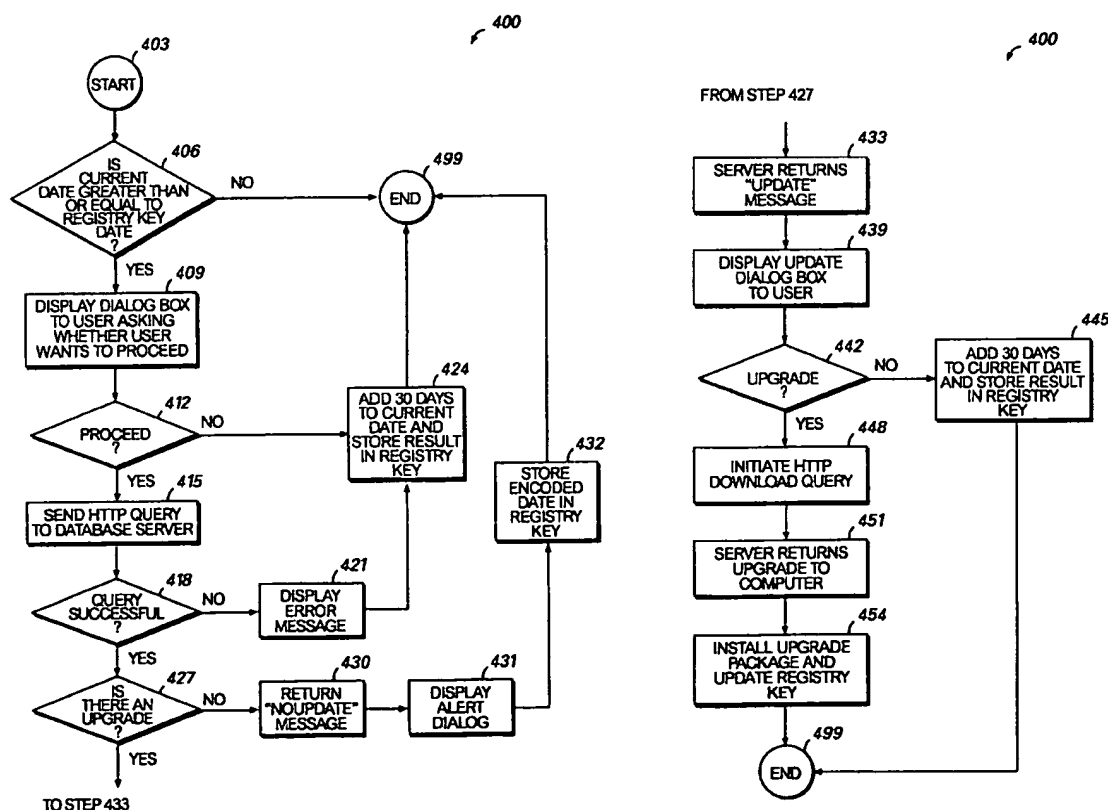 400
403
START
406
IS
CURRENT
DATE GREATER THAN
OR EQUAL TO
REGISTRY KEY
DATE
?
NO
YES
499
END
409
DISPLAY DIALOG BOX
TO USER ASKING
WHETHER USER
WANTS TO PROCEED
412
PROCEED
?
NO
YES
424
ADD 30 DAYS
TO CURRENT
DATE AND
STORE RESULT
IN REGISTRY
KEY
432
STORE
ENCODED
DATE IN
REGISTRY
KEY
415
SEND HTTP QUERY
TO DATABASE SERVER
418
QUERY
SUCCESSFUL
?
NO
YES
421
DISPLAY
ERROR
MESSAGE
427
IS
THERE AN
UPGRADE
?
NO
YES
430
RETURN
"NOUPDATE"
MESSAGE
431
DISPLAY
ALERT
DIALOG
TO STEP 433
400
FROM STEP 427
433
SERVER RETURNS
"UPDATE"
MESSAGE
439
DISPLAY UPDATE
DIALOG BOX
TO USER
442
UPGRADE
?
NO
YES
445
ADD 30 DAYS
TO CURRENT DATE
AND STORE RESULT
IN REGISTRY
KEY
448
INITIATE HTTP
DOWNLOAD QUERY
451
SERVER RETURNS
UPGRADE TO
COMPUTER
454
INSTALL UPGRADE
PACKAGE AND
UPDATE REGISTRY
KEY
499
END